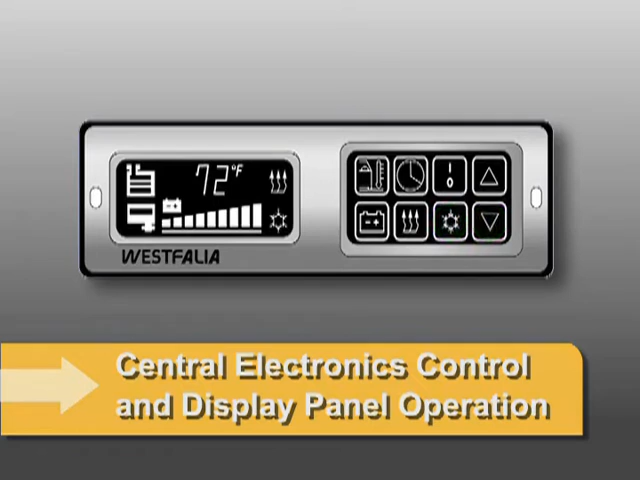 72°F
WESTFALIA
Central Electronics Control
and Display Panel Operation